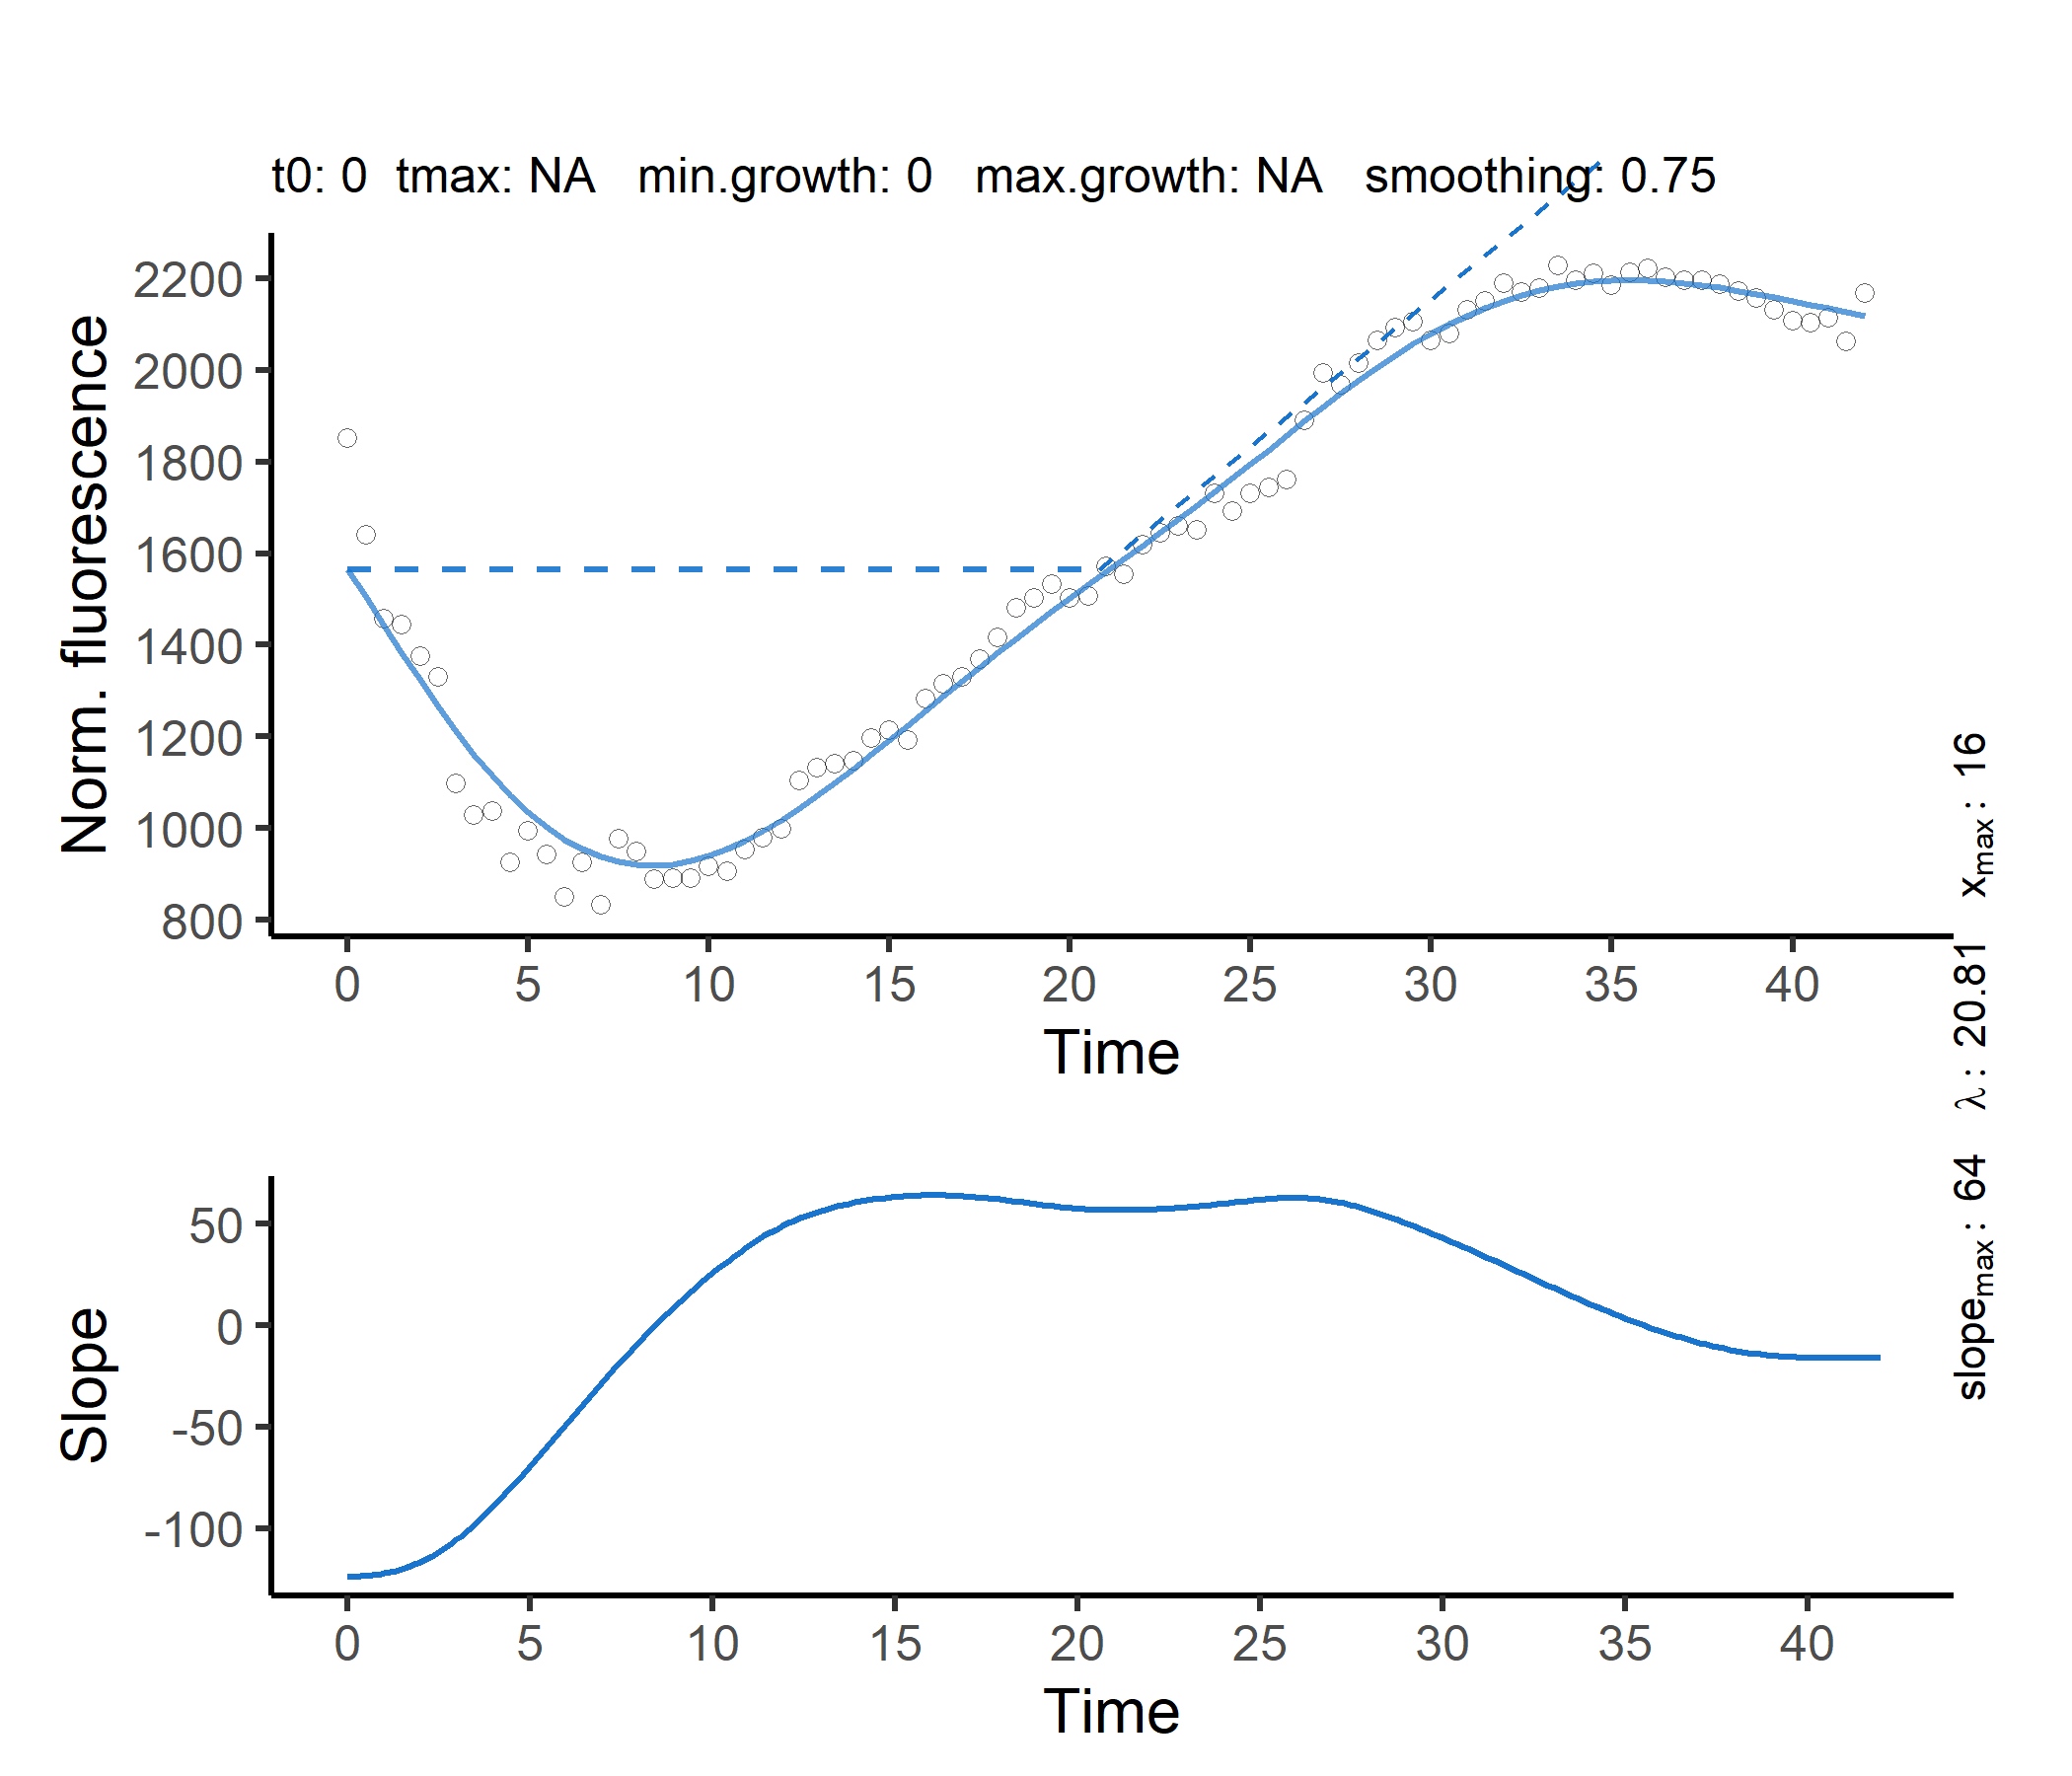 t0: 0 tmax: NA min.growth: 0 max.growth: NA smoothing: 0.75
Norm. fluorescence
2200
2000
1800
1600
1400
1200
1000
800
0 5 10 15 20 25 30 35 40
Time
Slope
50
0
-50
-100
0 5 10 15 20 25 30 35 40
Time
slopemax: 64 λ: 20.81 xmax: 16